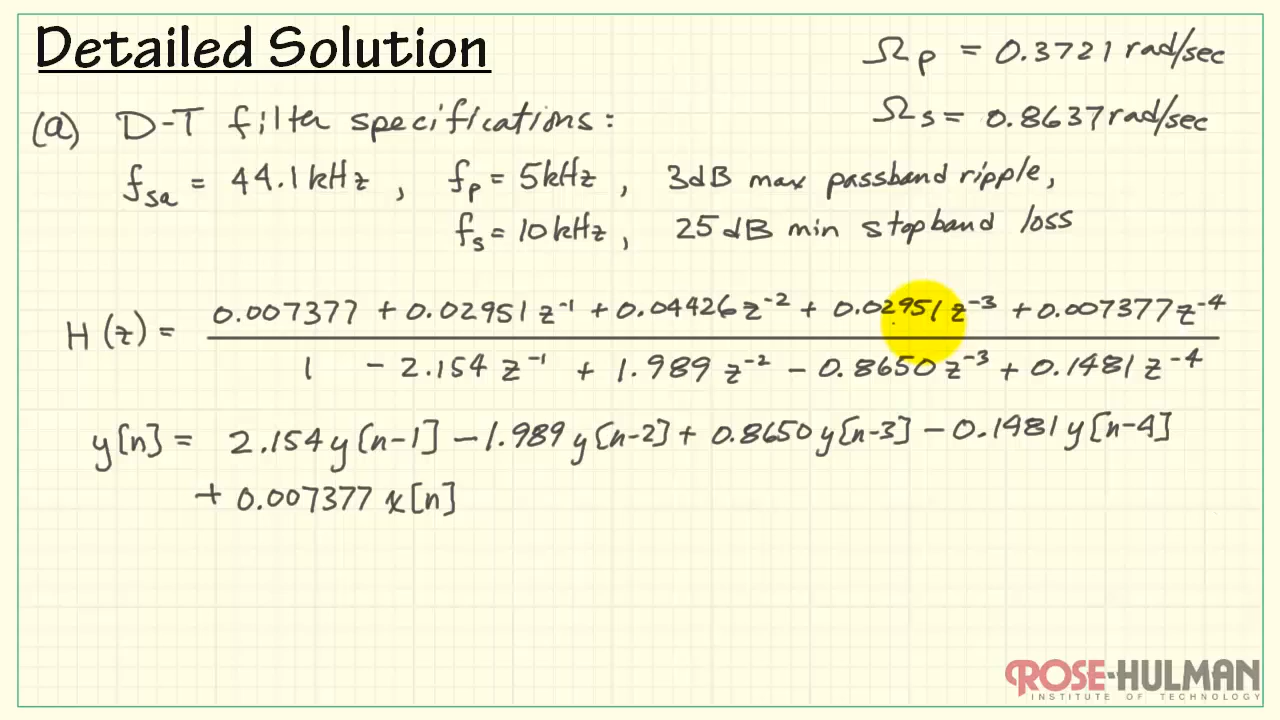 Detailed Solution
Ωp = 0.3721 rad/sec
Ωs = 0.8637 rad/sec
(a) D-T filter specifications:
fsa = 44.1 kHz, fp = 5 kHz, 3 dB max passband ripple,
fs = 10 kHz, 25 dB min stopband loss
0.007377 + 0.02951 z⁻¹ + 0.04426 z⁻² + 0.02951 z⁻³ + 0.007377 z⁻⁴
H(z) =
1 - 2.154 z⁻¹ + 1.989 z⁻² - 0.8650 z⁻³ + 0.1481 z⁻⁴
y[n] = 2.154 y[n-1] - 1.989 y[n-2] + 0.8650 y[n-3] - 0.1481 y[n-4]
+ 0.007377 x[n]
ROSE-HULMAN
INSTITUTE OF TECHNOLOGY